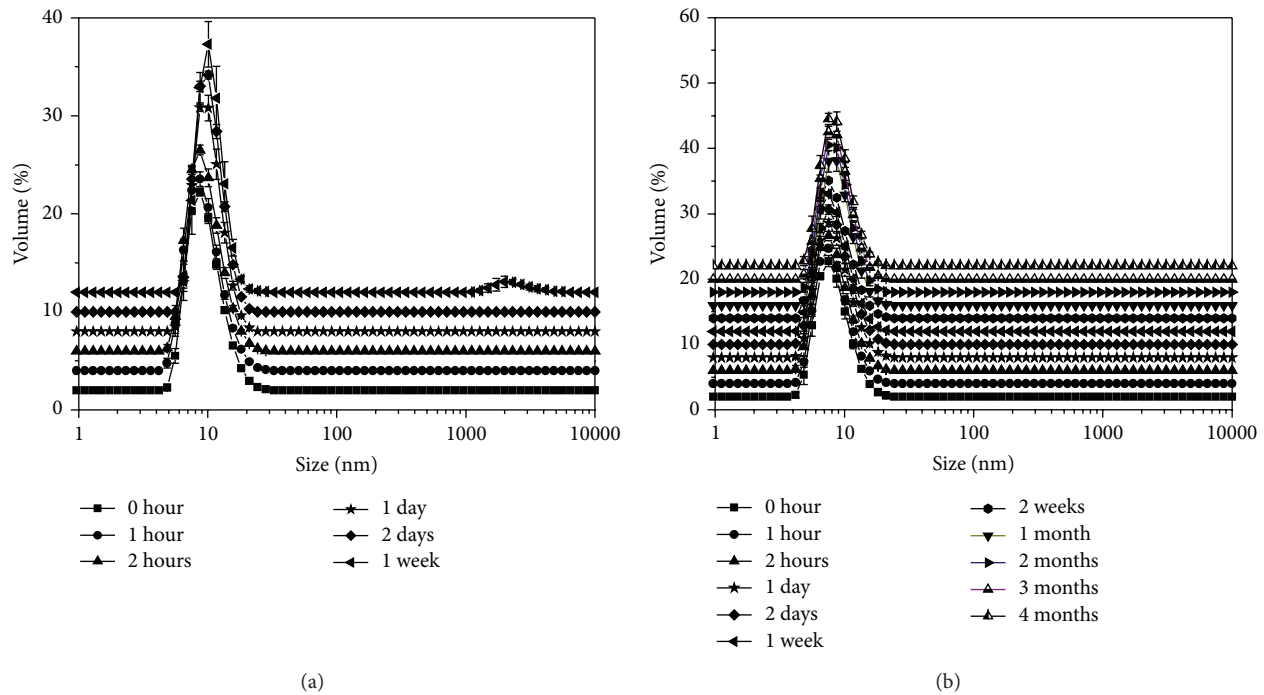 40
30
20
10
0
Volume (%)
1
10
100
1000
10000
Size (nm)
0 hour
1 hour
2 hours
1 day
2 days
1 week
(a)
60
50
40
30
20
10
0
Volume (%)
1
10
100
1000
10000
Size (nm)
0 hour
1 hour
2 hours
1 day
2 days
1 week
2 weeks
1 month
2 months
3 months
4 months
(b)